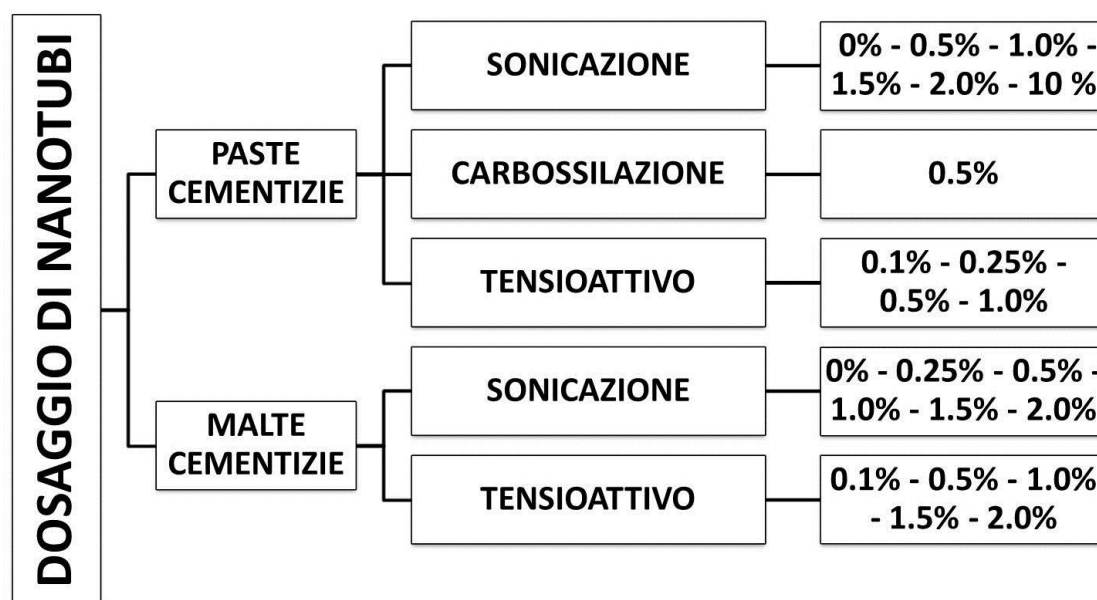 DOSAGGIO DI NANOTUBI
PASTE
CEMENTIZIE
SONICAZIONE
0% - 0.5% - 1.0% -
1.5% - 2.0% - 10 %
CARBOSSILAZIONE
0.5%
TENSIOATTIVO
0.1% - 0.25% -
0.5% - 1.0%
MALTE
CEMENTIZIE
SONICAZIONE
0% - 0.25% - 0.5% -
1.0% - 1.5% - 2.0%
TENSIOATTIVO
0.1% - 0.5% - 1.0%
- 1.5% - 2.0%